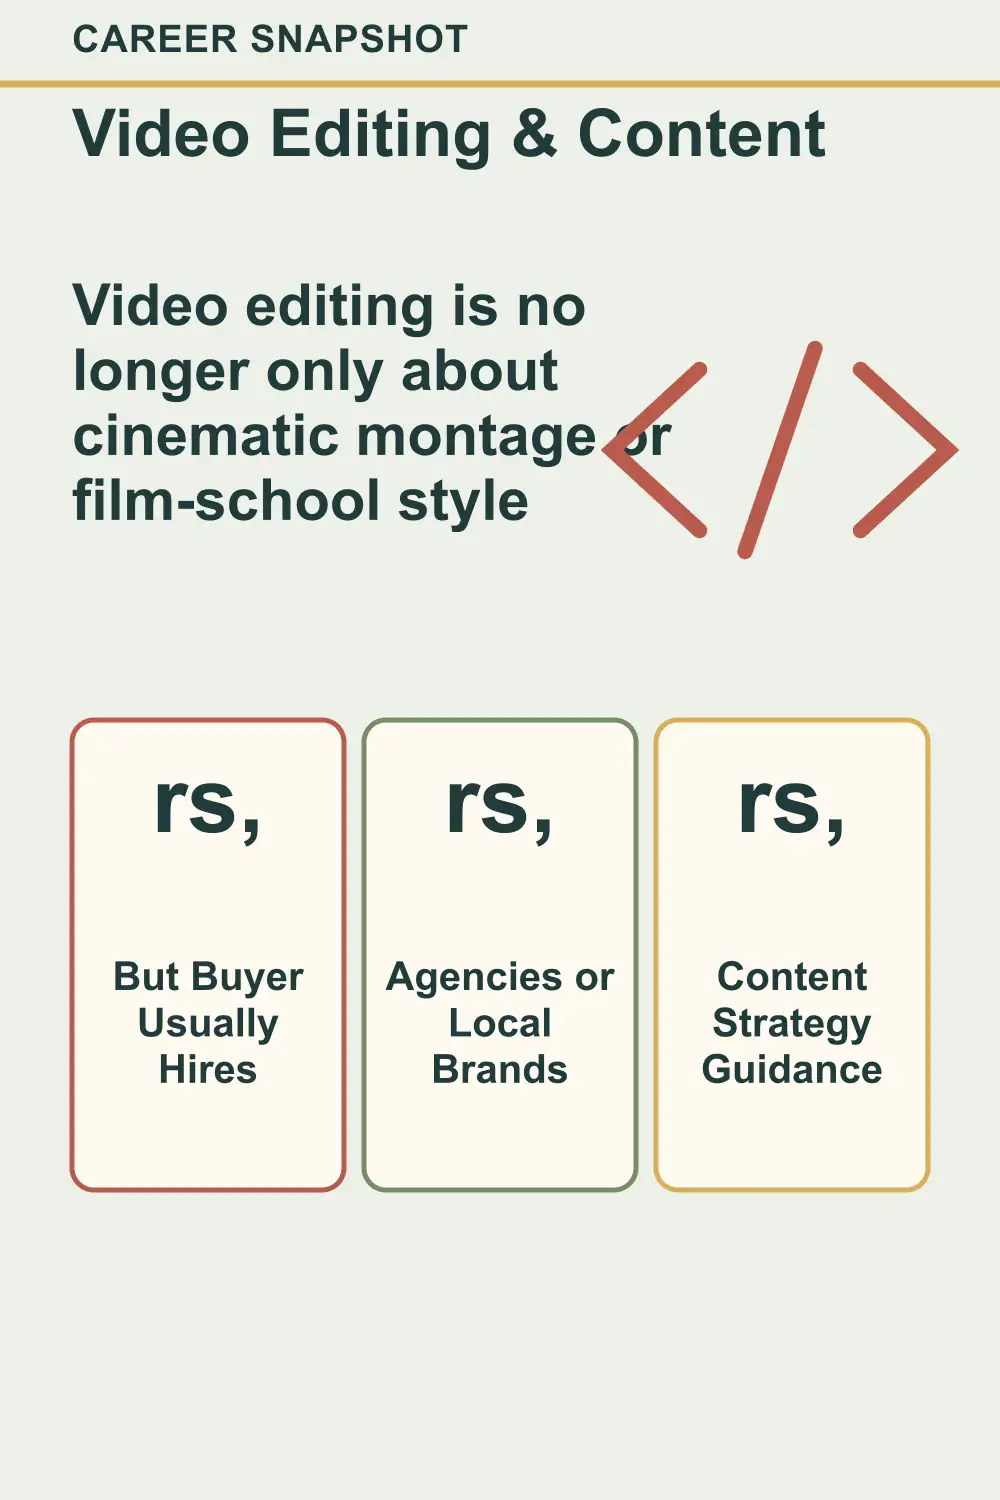 CAREER SNAPSHOT
Video Editing & Content
Video editing is no
longer only about
cinematic montage or
film-school style
rs,
But Buyer
Usually
Hires
rs,
Agencies or
Local
Brands
rs,
Content
Strategy
Guidance